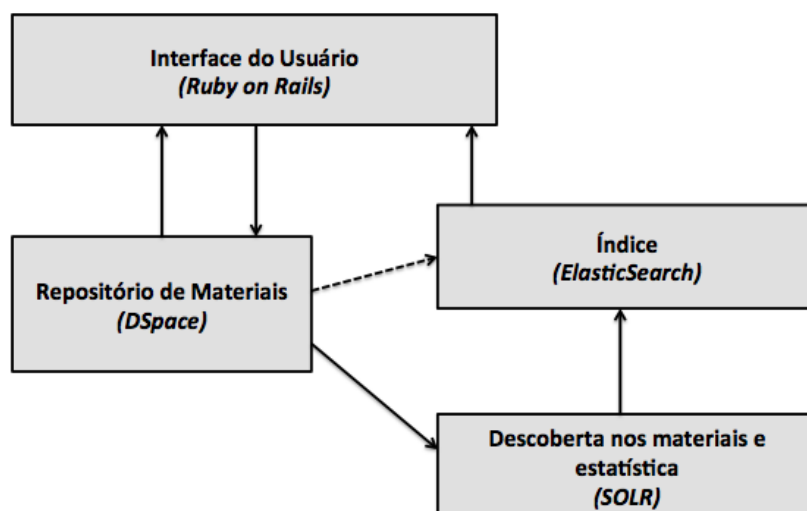 Interface do Usuário
(Ruby on Rails)
Índice
(ElasticSearch)
Repositório de Materiais
(DSpace)
Descoberta nos materiais e
estatística
(SOLR)